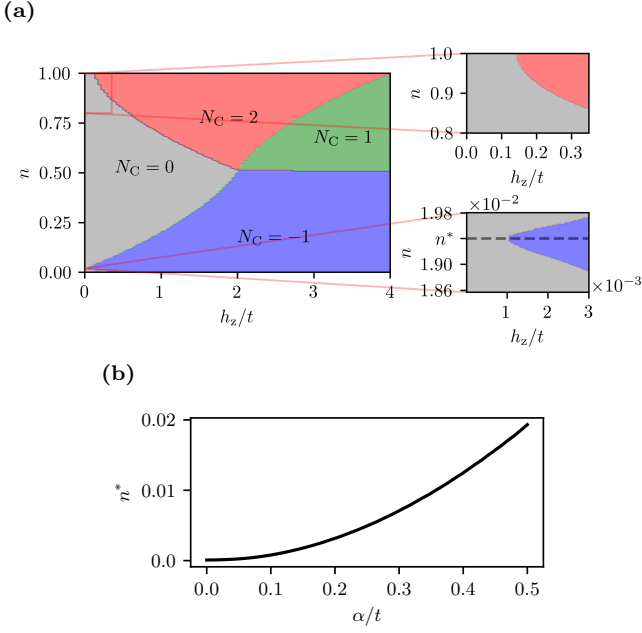 (a)
1.00
0.75
0.50
0.25
0.00
n
0
1
2
3
4
h_z/t
N_C = 0
N_C = 2
N_C = 1
N_C = −1
1.0
0.9
0.8
n
0.0
0.1
0.2
0.3
h_z/t
×10⁻²
1.98
n*
1.90
1.86
n
1
2
3
×10⁻³
h_z/t
(b)
0.02
0.01
0.0
n*
0.0
0.1
0.2
0.3
0.4
0.5
α/t